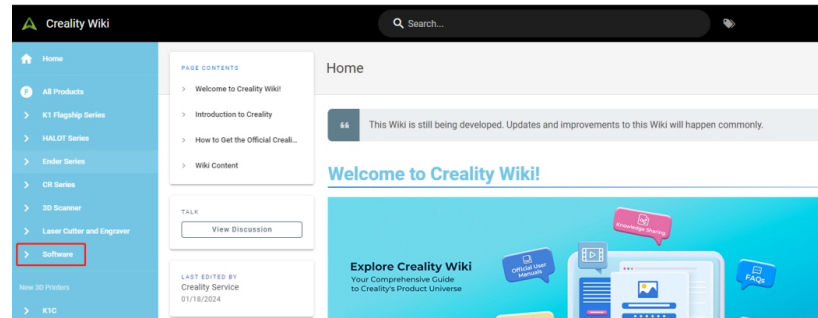 Creality Wiki
Search...
Home
All Products
K1 Flagship Series
HALOT Series
Ender Series
CR Series
3D Scanner
Laser Cutter and Engraver
Software
New 3D Printers
K1C
PAGE CONTENTS
Welcome to Creality Wiki!
Introduction to Creality
How to Get the Official Creali...
Wiki Content
TALK
View Discussion
LAST EDITED BY
Creality Service
01/18/2024
Home
This Wiki is still being developed. Updates and improvements to this Wiki will happen commonly.
Welcome to Creality Wiki!
Explore Creality Wiki
Your Comprehensive Guide
to Creality's Product Universe
Official User
Manuals
Knowledge Sharing
FAQs